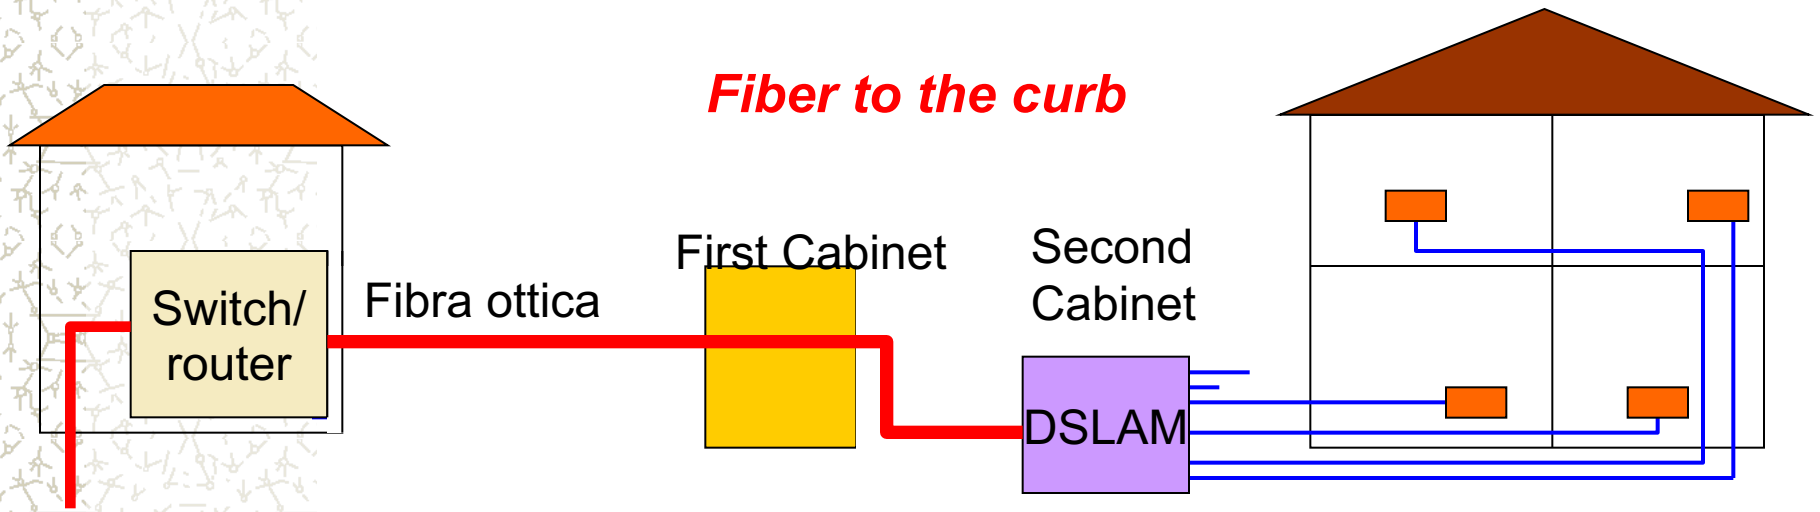 Fiber to the curb
First Cabinet
Second
Cabinet
Switch/
router
Fibra ottica
DSLAM